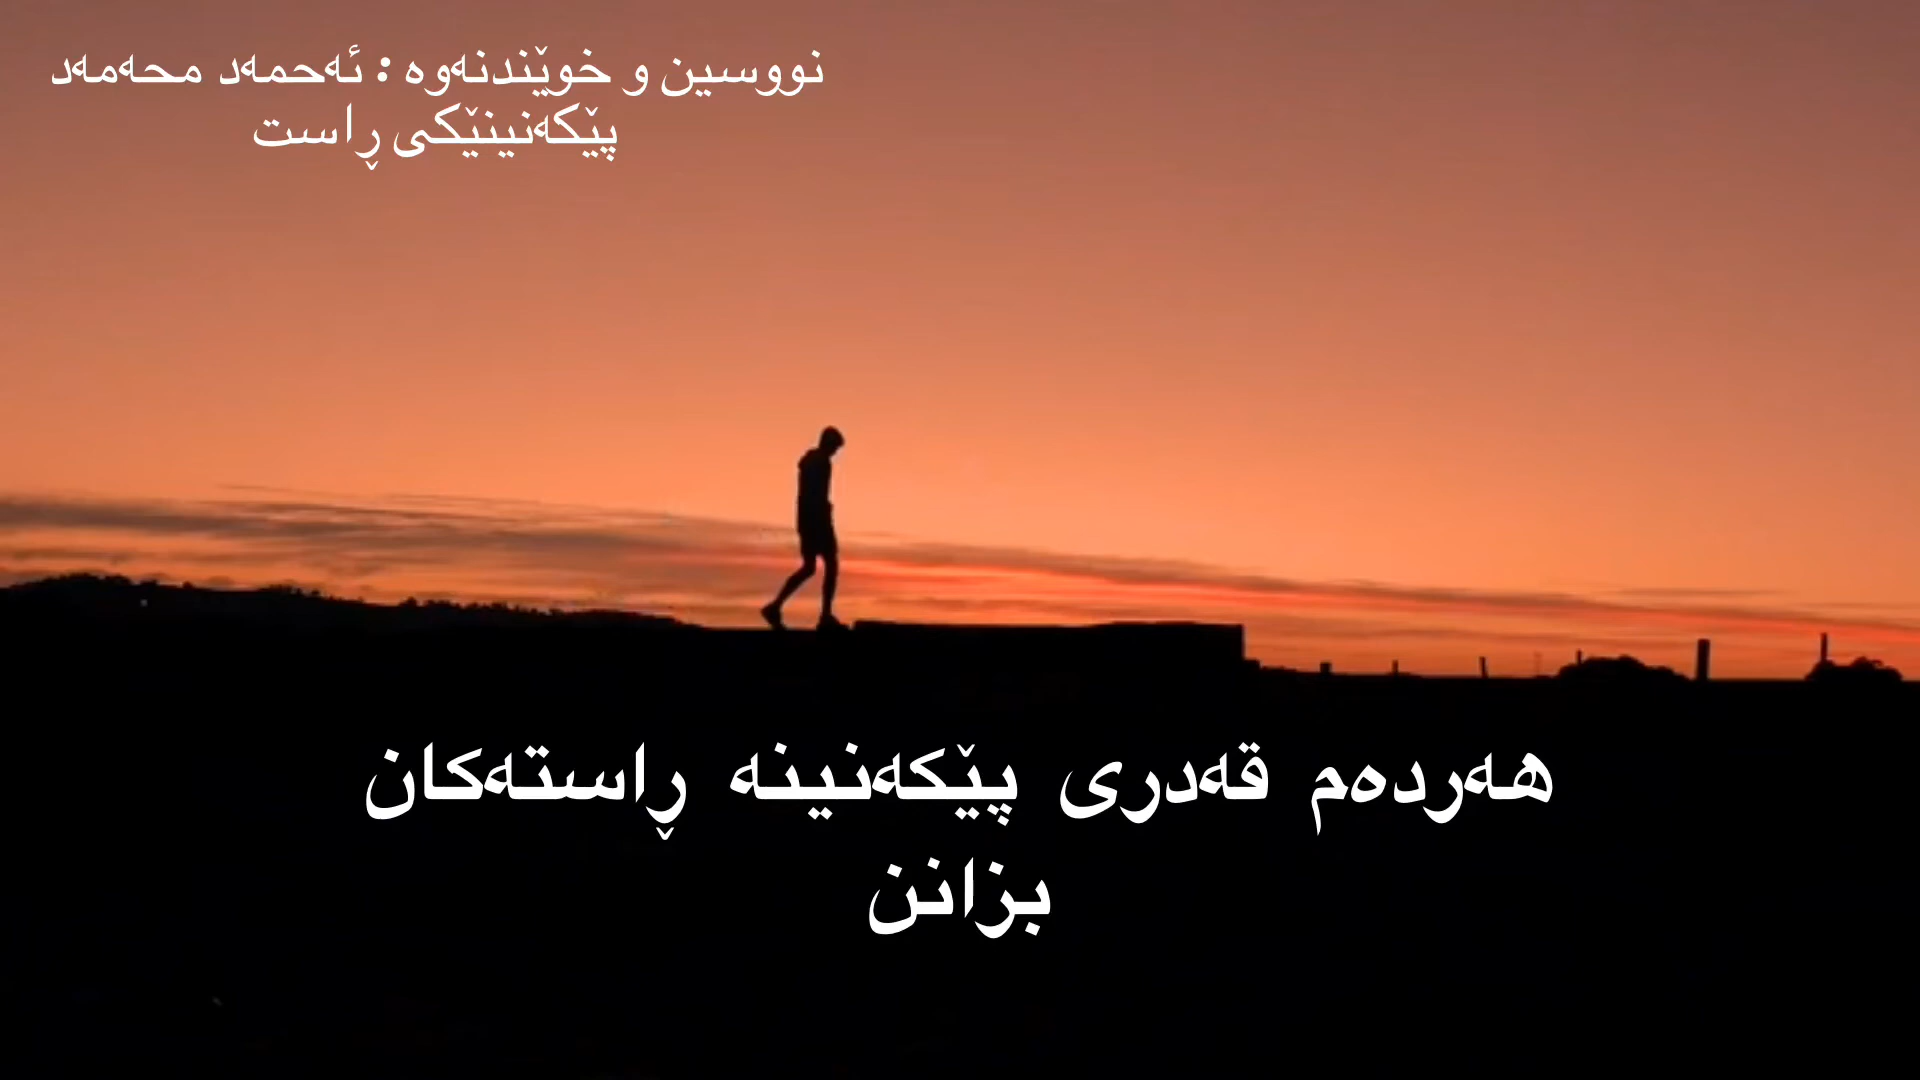 نووسین و خوێندنەوە : ئەحمەد محەمەد
پێکەنینێکی ڕاست
هەردەم قەدری پێکەنینە ڕاستەکان
بزانن